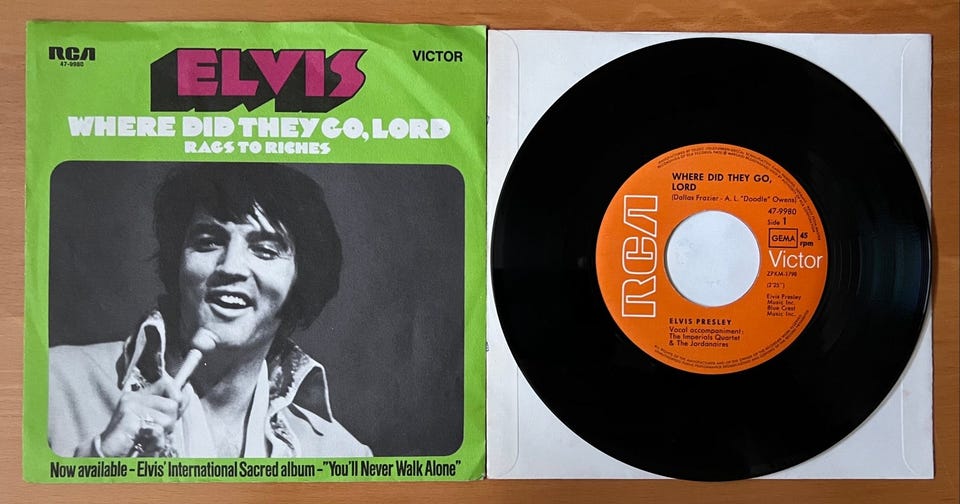 RCA
47-9980
ELVIS
VICTOR
WHERE DID THEY GO, LORD
RAGS TO RICHES
Now available - Elvis' International Sacred album - "You'll Never Walk Alone"
WHERE DID THEY GO,
LORD
(Dallas Frazier - A. L. "Doodle" Owens)
47-9980
Side 1
GEMA
45
rpm
RCA
Victor
ZPKM-1790
(2'25")
Elvis Presley
Music Inc.
Blue Crest
Music Inc.
ELVIS PRESLEY
Vocal accompaniment:
The Imperials Quartet
& The Jordanaires